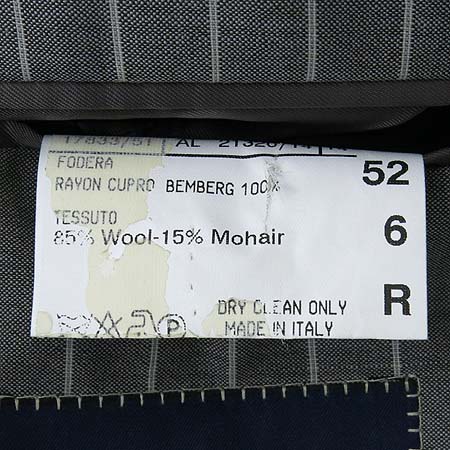 FODERA
RAYON CUPRO BEMBERG 100%
52
TESSUTO
85% Wool-15% Mohair
6
DRY CLEAN ONLY
R
MADE IN ITALY
P